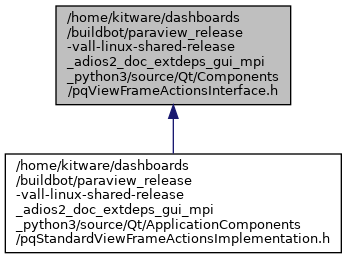 /home/kitware/dashboards
/buildbot/paraview_release
-vall-linux-shared-release
_adios2_doc_extdeps_gui_mpi
_python3/source/Qt/Components
/pqViewFrameActionsInterface.h
/home/kitware/dashboards
/buildbot/paraview_release
-vall-linux-shared-release
_adios2_doc_extdeps_gui_mpi
_python3/source/Qt/ApplicationComponents
/pqStandardViewFrameActionsImplementation.h